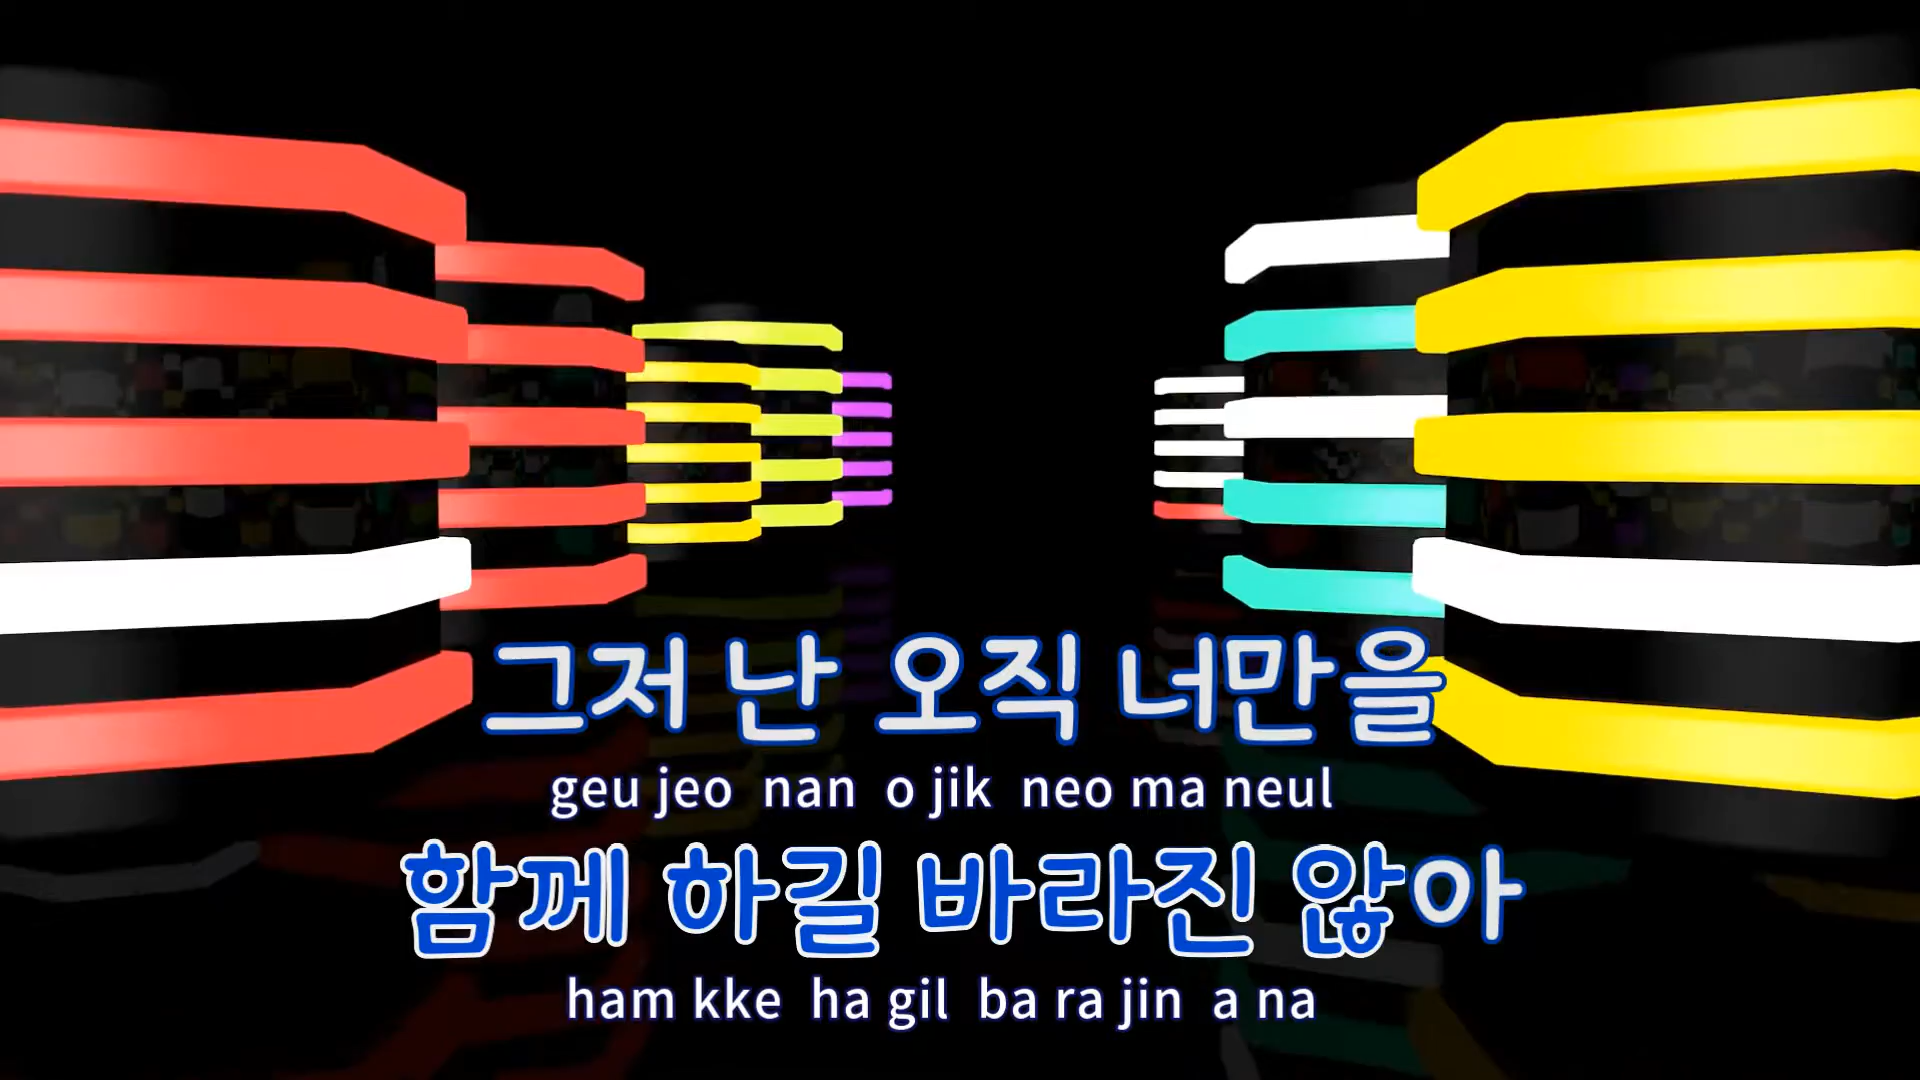 그저 난 오직 너만을
geu jeo nan o jik neo ma neul
함께 하길 바라진 않아
ham kke ha gil ba ra jin a na